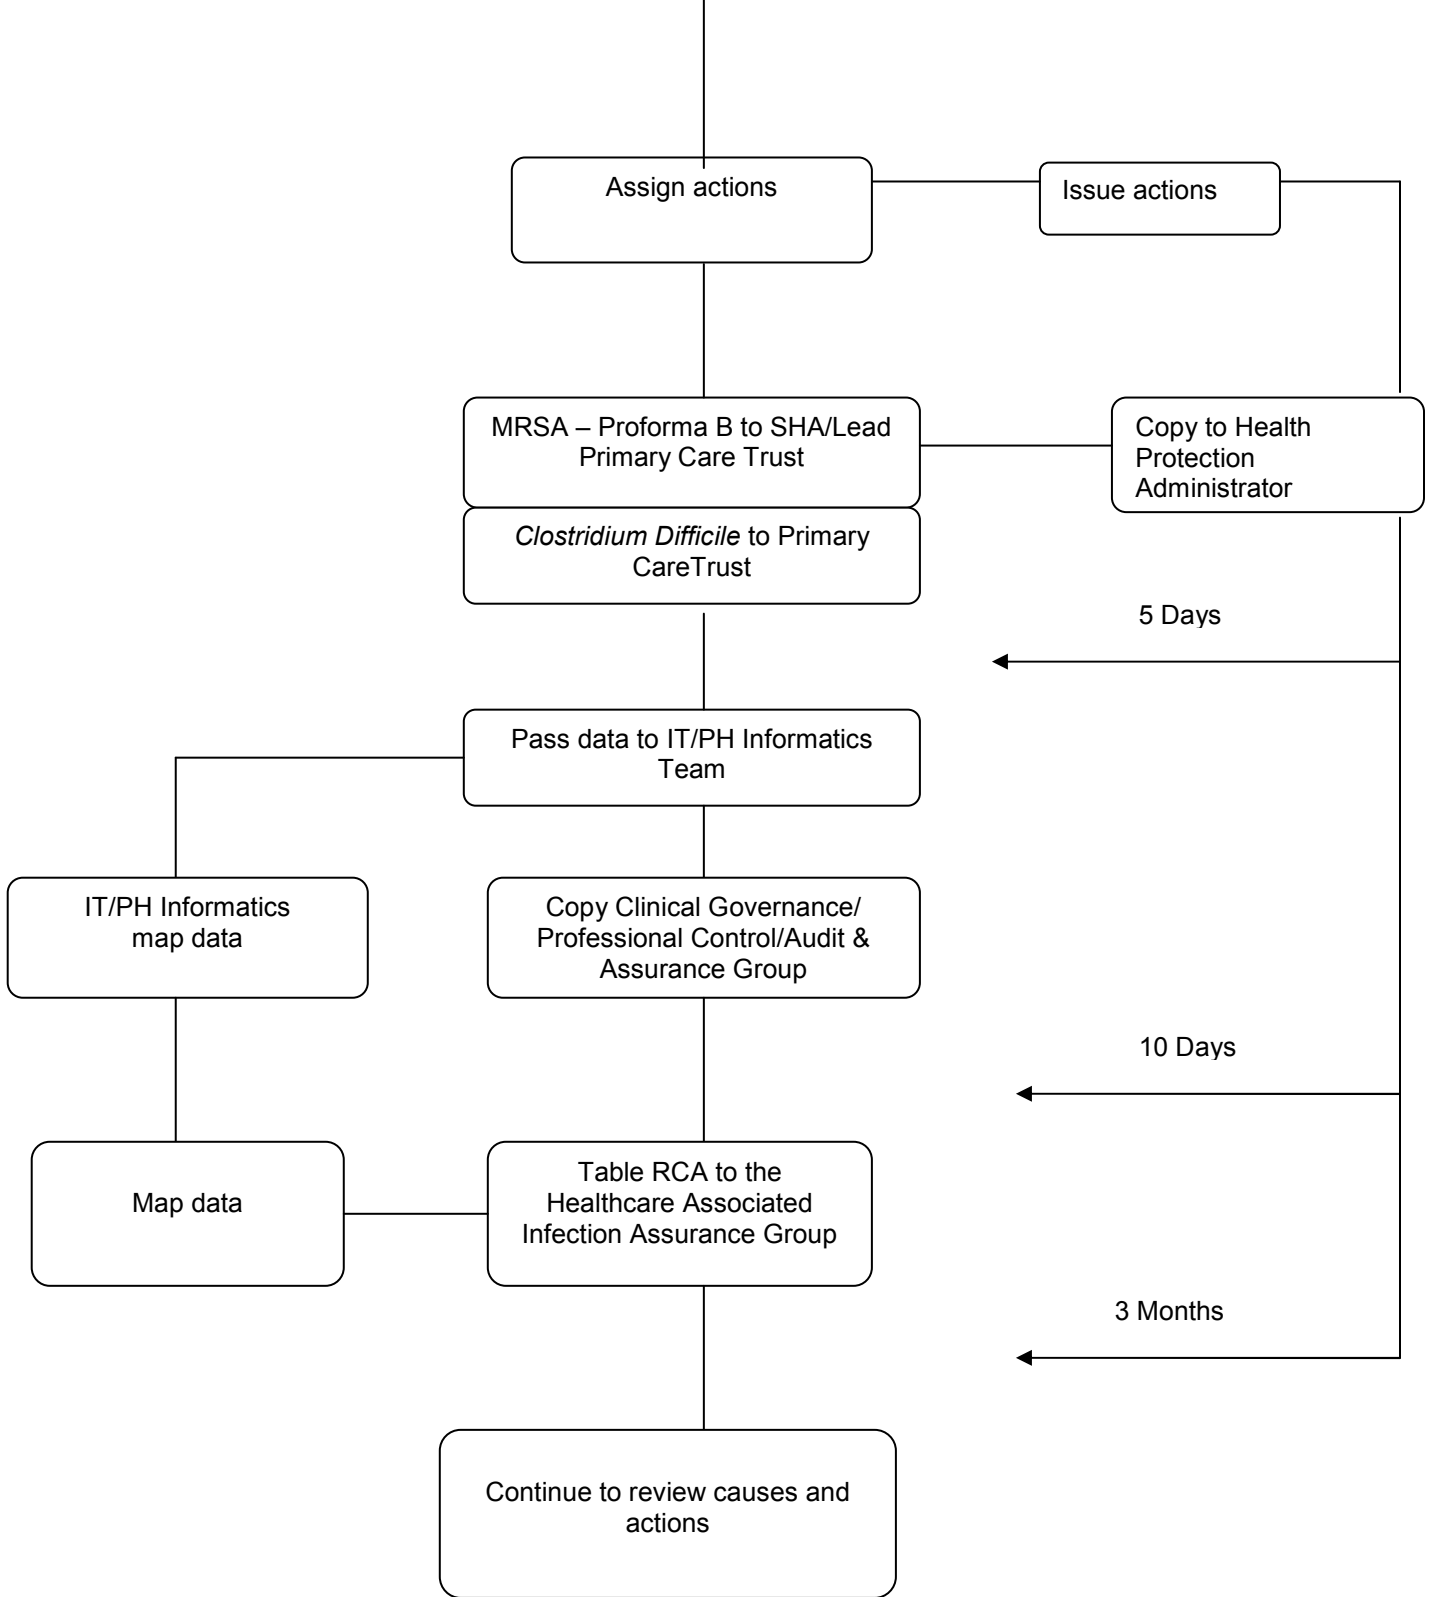 Assign actions
Issue actions
MRSA – Proforma B to SHA/Lead
Primary Care Trust
Copy to Health
Protection
Administrator
Clostridium Difficile to Primary
CareTrust
5 Days
Pass data to IT/PH Informatics
Team
IT/PH Informatics
map data
Copy Clinical Governance/
Professional Control/Audit &
Assurance Group
10 Days
Map data
Table RCA to the
Healthcare Associated
Infection Assurance Group
3 Months
Continue to review causes and
actions